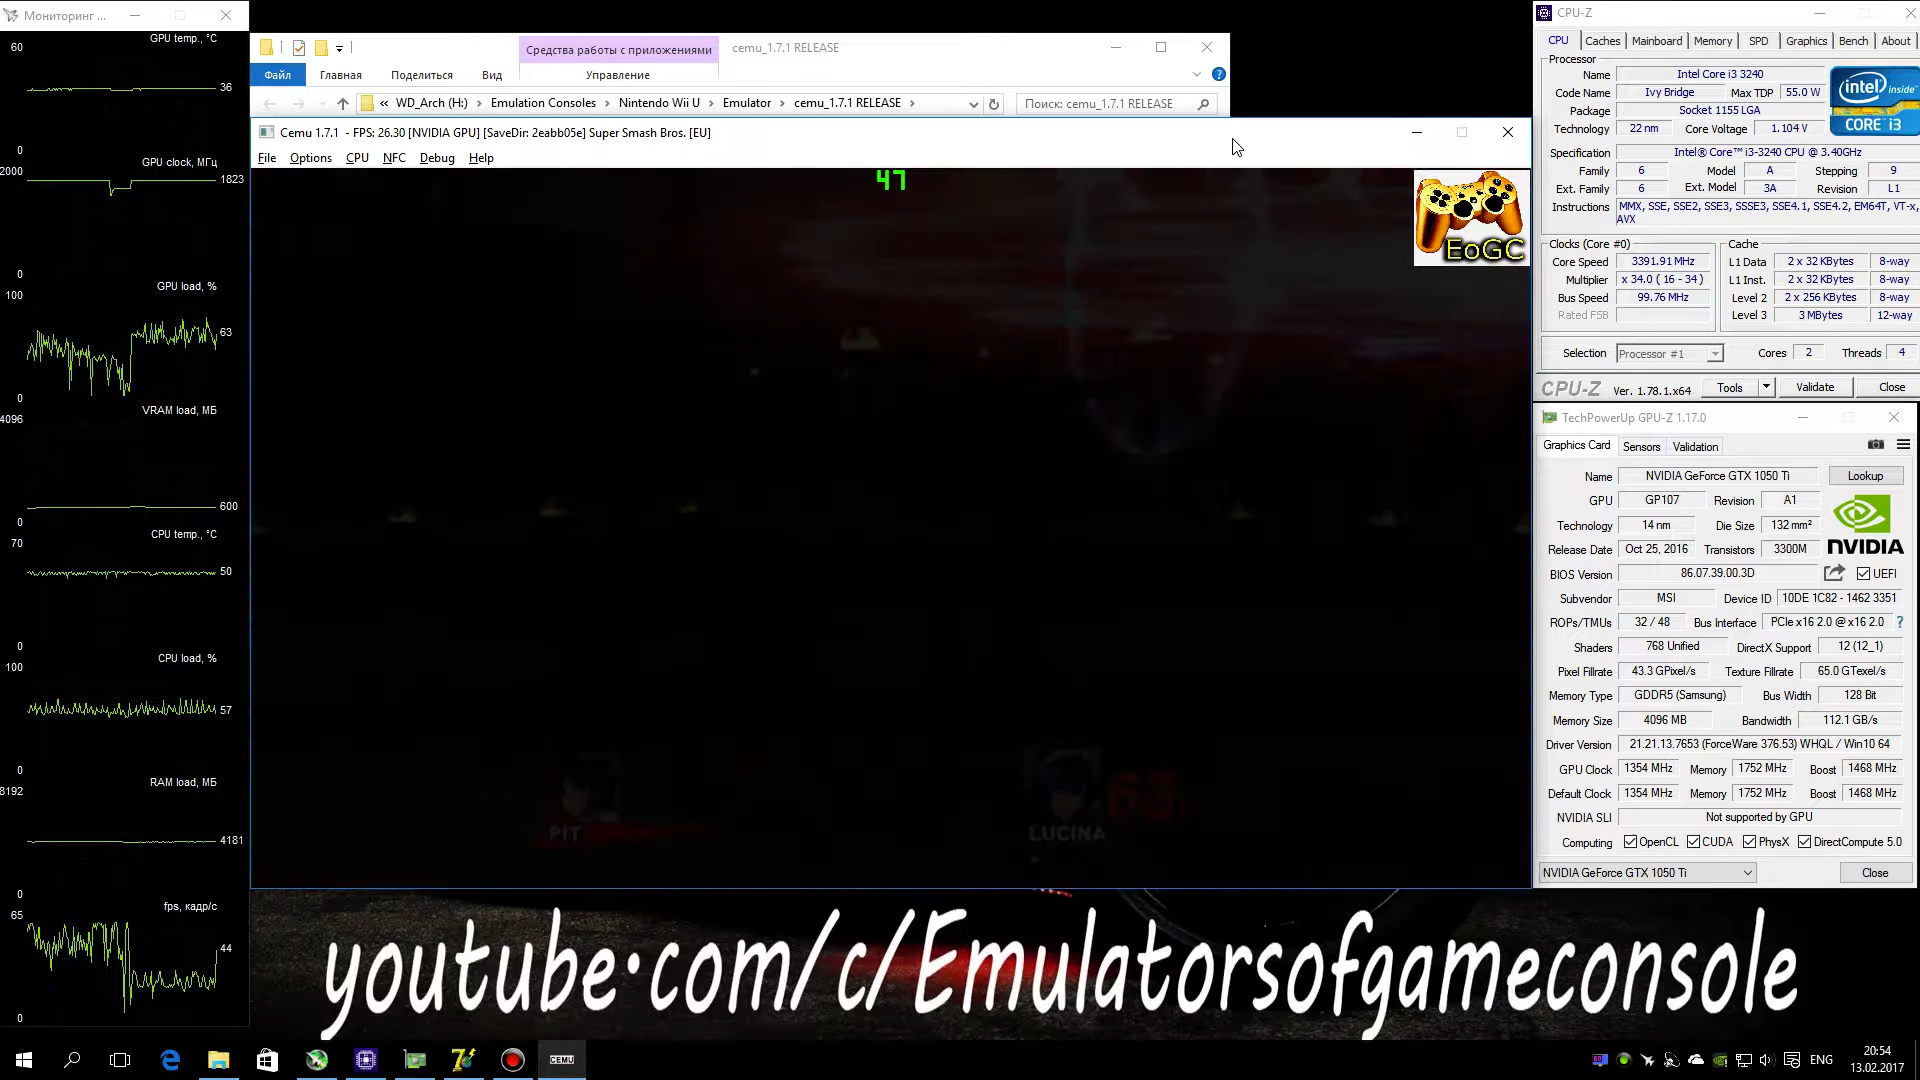 Мониторинг ...
GPU temp., °C
60
36
0
GPU clock, МГц
2000
1823
0
GPU load, %
100
63
0
VRAM load, МБ
4096
600
0
CPU temp., °C
70
50
0
CPU load, %
100
57
0
RAM load, МБ
8192
4181
0
fps, кадр/с
65
44
0
Средства работы с приложениями
cemu_1.7.1 RELEASE
Файл Главная Поделиться Вид Управление
« WD_Arch (H:) › Emulation Consoles › Nintendo Wii U › Emulator › cemu_1.7.1 RELEASE ›
Поиск: cemu_1.7.1 RELEASE
Cemu 1.7.1 - FPS: 26.30 [NVIDIA GPU] [SaveDir: 2eabb05e] Super Smash Bros. [EU]
File Options CPU NFC Debug Help
47
EoGC
PIT
LUCINA
63
CPU-Z
CPU Caches Mainboard Memory SPD Graphics Bench About
Processor
Name Intel Core i3 3240
Code Name Ivy Bridge Max TDP 55.0 W
Package Socket 1155 LGA
Technology 22 nm Core Voltage 1.104 V
intel inside™
CORE i3
Specification Intel® Core™ i3-3240 CPU @ 3.40GHz
Family 6 Model A Stepping 9
Ext. Family 6 Ext. Model 3A Revision L1
Instructions MMX, SSE, SSE2, SSE3, SSSE3, SSE4.1, SSE4.2, EM64T, VT-x,
AVX
Clocks (Core #0)
Core Speed 3391.91 MHz
Multiplier x 34.0 ( 16 - 34 )
Bus Speed 99.76 MHz
Rated FSB
Cache
L1 Data 2 x 32 KBytes 8-way
L1 Inst. 2 x 32 KBytes 8-way
Level 2 2 x 256 KBytes 8-way
Level 3 3 MBytes 12-way
Selection Processor #1 Cores 2 Threads 4
CPU-Z Ver. 1.78.1.x64 Tools Validate Close
TechPowerUp GPU-Z 1.17.0
Graphics Card Sensors Validation
Name NVIDIA GeForce GTX 1050 Ti Lookup
GPU GP107 Revision A1
Technology 14 nm Die Size 132 mm²
Release Date Oct 25, 2016 Transistors 3300M
NVIDIA
BIOS Version 86.07.39.00.3D UEFI
Subvendor MSI Device ID 10DE 1C82 - 1462 3351
ROPs/TMUs 32 / 48 Bus Interface PCIe x16 2.0 @ x16 2.0 ?
Shaders 768 Unified DirectX Support 12 (12_1)
Pixel Fillrate 43.3 GPixel/s Texture Fillrate 65.0 GTexel/s
Memory Type GDDR5 (Samsung) Bus Width 128 Bit
Memory Size 4096 MB Bandwidth 112.1 GB/s
Driver Version 21.21.13.7653 (ForceWare 376.53) WHQL / Win10 64
GPU Clock 1354 MHz Memory 1752 MHz Boost 1468 MHz
Default Clock 1354 MHz Memory 1752 MHz Boost 1468 MHz
NVIDIA SLI Not supported by GPU
Computing OpenCL CUDA PhysX DirectCompute 5.0
NVIDIA GeForce GTX 1050 Ti Close
youtube.com/c/Emulatorsofgameconsole
CEMU
ENG
20:54
13.02.2017